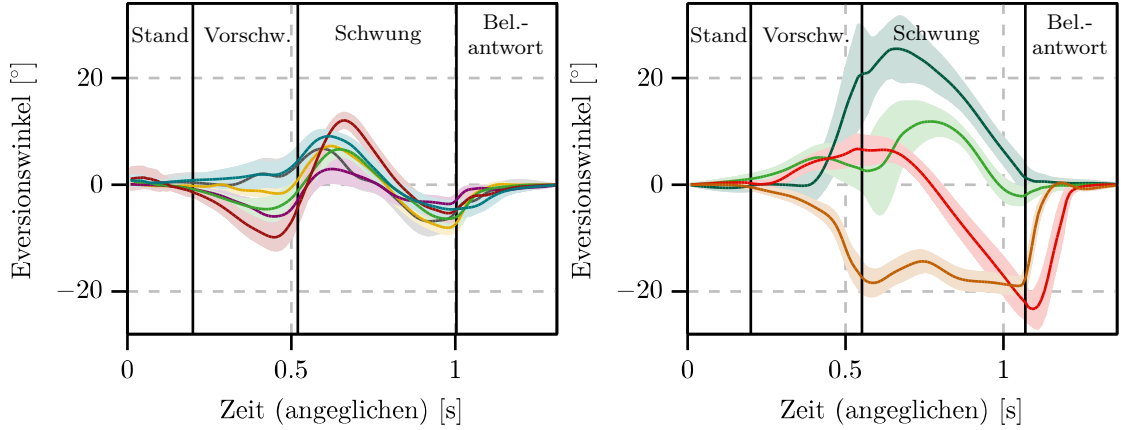 Stand Vorschw. Schwung Bel.-
antwort
20
0
−20
Eversionswinkel [°]
0 0.5 1
Zeit (angeglichen) [s]
Stand Vorschw. Schwung Bel.-
antwort
20
0
−20
Eversionswinkel [°]
0 0.5 1
Zeit (angeglichen) [s]